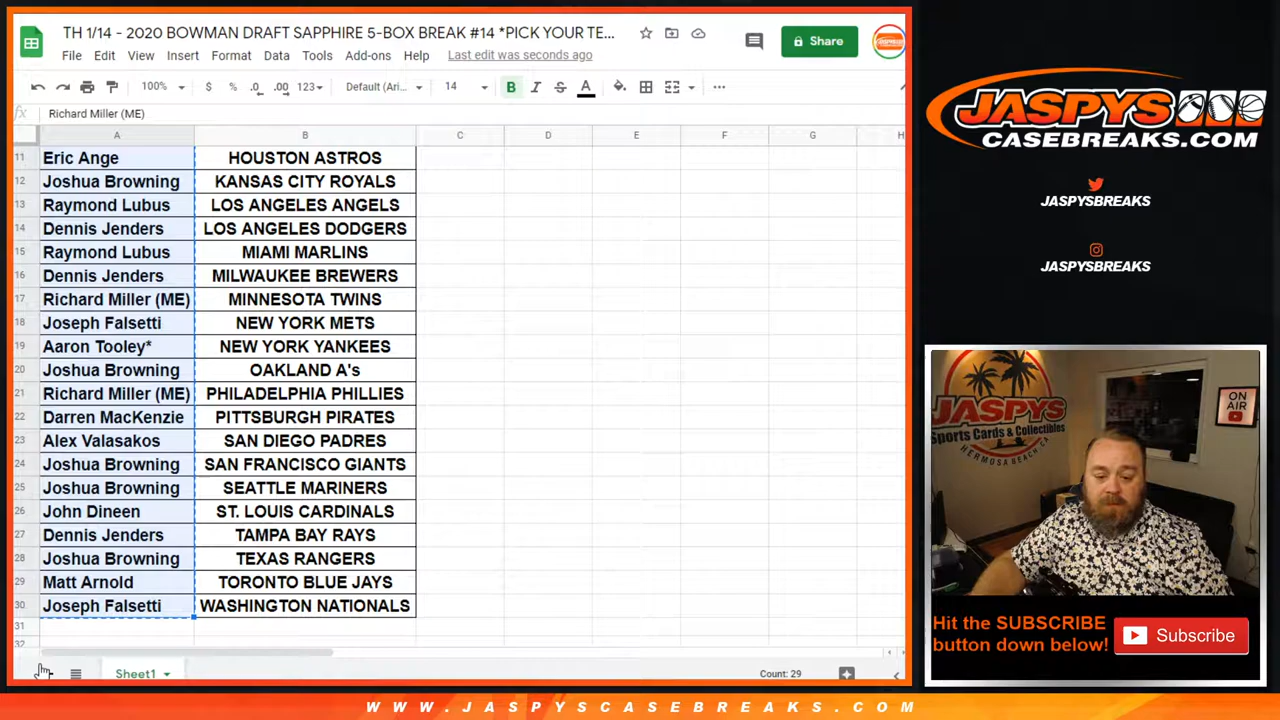 TH 1/14 - 2020 BOWMAN DRAFT SAPPHIRE 5-BOX BREAK #14 *PICK YOUR TE...
Share
File Edit View Insert Format Data Tools Add-ons Help Last edit was seconds ago
100% $ % .0 .00 123 Default (Ari... 14 B I S A ...
fx Richard Miller (ME)
A B C D E F G H
11 Eric Ange HOUSTON ASTROS
12 Joshua Browning KANSAS CITY ROYALS
13 Raymond Lubus LOS ANGELES ANGELS
14 Dennis Jenders LOS ANGELES DODGERS
15 Raymond Lubus MIAMI MARLINS
16 Dennis Jenders MILWAUKEE BREWERS
17 Richard Miller (ME) MINNESOTA TWINS
18 Joseph Falsetti NEW YORK METS
19 Aaron Tooley* NEW YORK YANKEES
20 Joshua Browning OAKLAND A's
21 Richard Miller (ME) PHILADELPHIA PHILLIES
22 Darren MacKenzie PITTSBURGH PIRATES
23 Alex Valasakos SAN DIEGO PADRES
24 Joshua Browning SAN FRANCISCO GIANTS
25 Joshua Browning SEATTLE MARINERS
26 John Dineen ST. LOUIS CARDINALS
27 Dennis Jenders TAMPA BAY RAYS
28 Joshua Browning TEXAS RANGERS
29 Matt Arnold TORONTO BLUE JAYS
30 Joseph Falsetti WASHINGTON NATIONALS
31
32
Sheet1
Count: 29
JASPYS
CASEBREAKS.COM
JASPYSBREAKS
JASPYSBREAKS
JASPYS
Sports Cards & Collectibles
HERMOSA BEACH CA
ON AIR
Hit the SUBSCRIBE
button down below!
Subscribe
WWW.JASPYSCASEBREAKS.COM